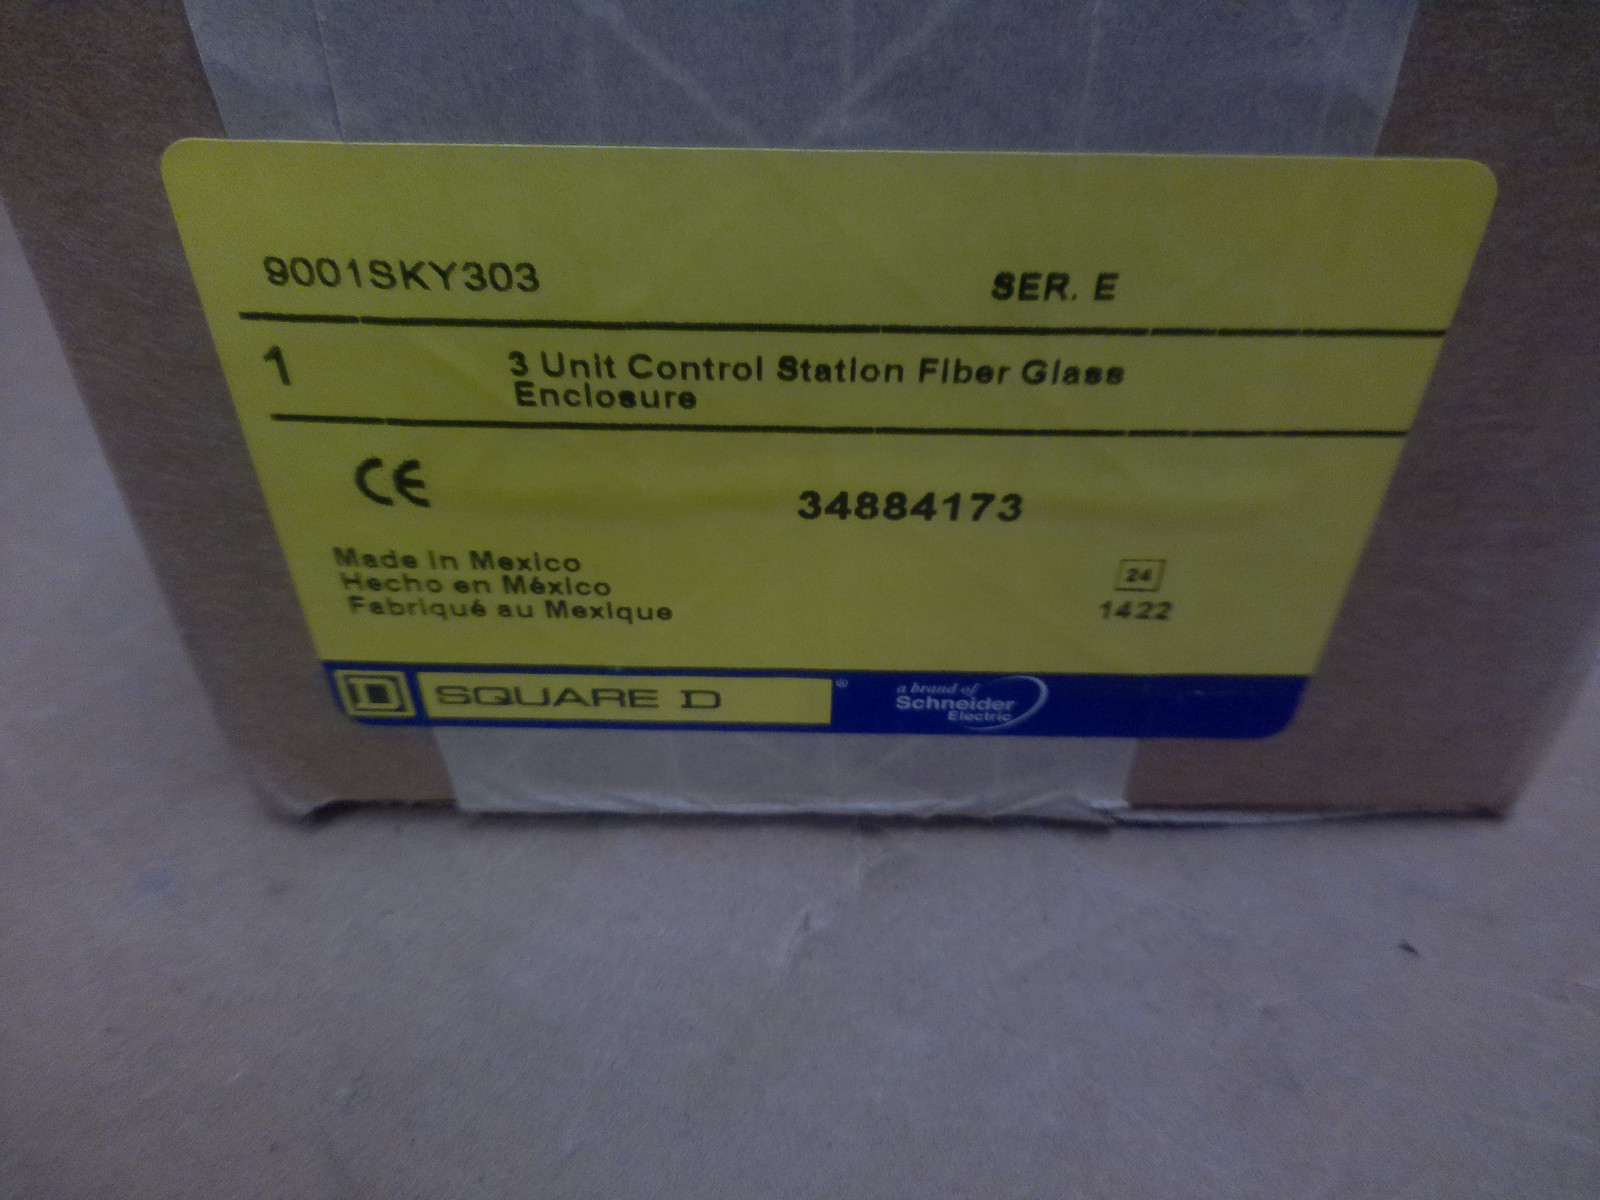 9001SKY303 SER. E
1 3 Unit Control Station Fiber Glass
Enclosure
CE
34884173
Made in Mexico
Hecho en México
Fabriqué au Mexique
24
1422
D SQUARE D ®
a brand of
Schneider
Electric